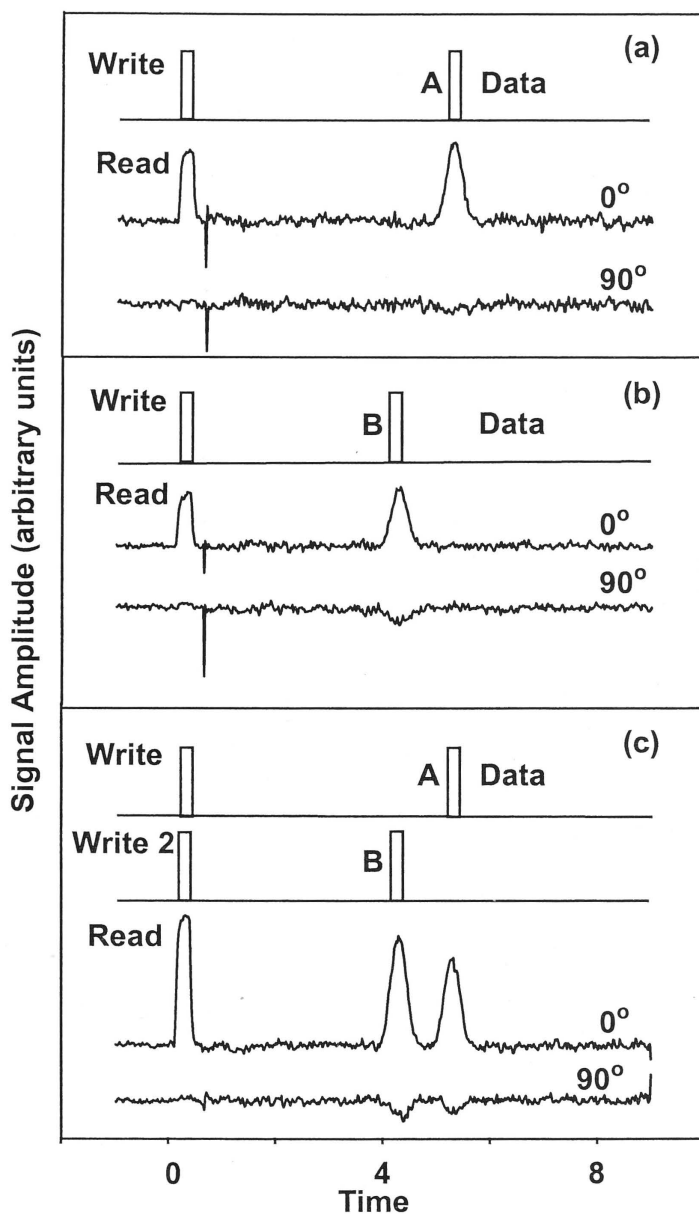 (a)
Write
A Data
Read
0°
90°
(b)
Write
B Data
Read
0°
90°
(c)
Write
A Data
Write 2
B
Read
0°
90°
Signal Amplitude (arbitrary units)
0 4 8
Time